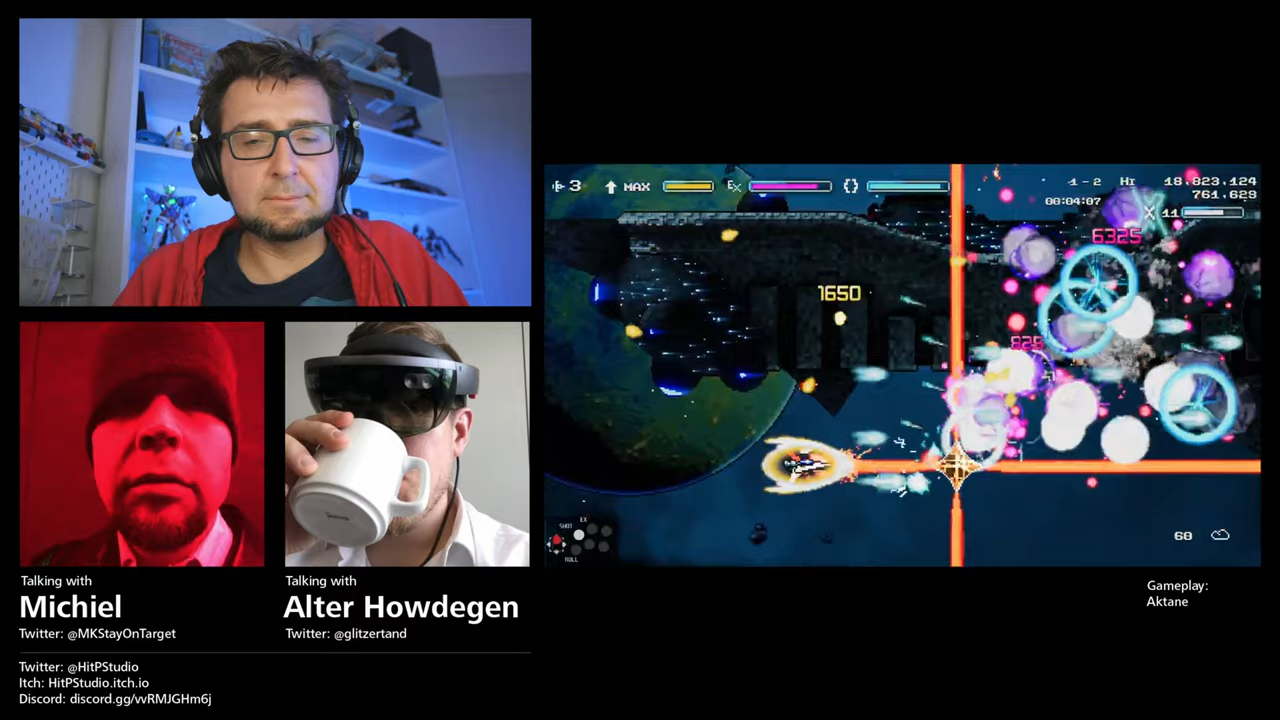 Talking with
Michiel
Twitter: @MKStayOnTarget
Talking with
Alter Howdegen
Twitter: @glitzertand
Twitter: @HitPStudio
Itch: HitPStudio.itch.io
Discord: discord.gg/vvRMJGHm6j
3 MAX EX
1-2 HI 18,823,124
00:04:07 761,629
X 11
6325
1650
825
SHOT EX
ROLL
60
Gameplay:
Aktane